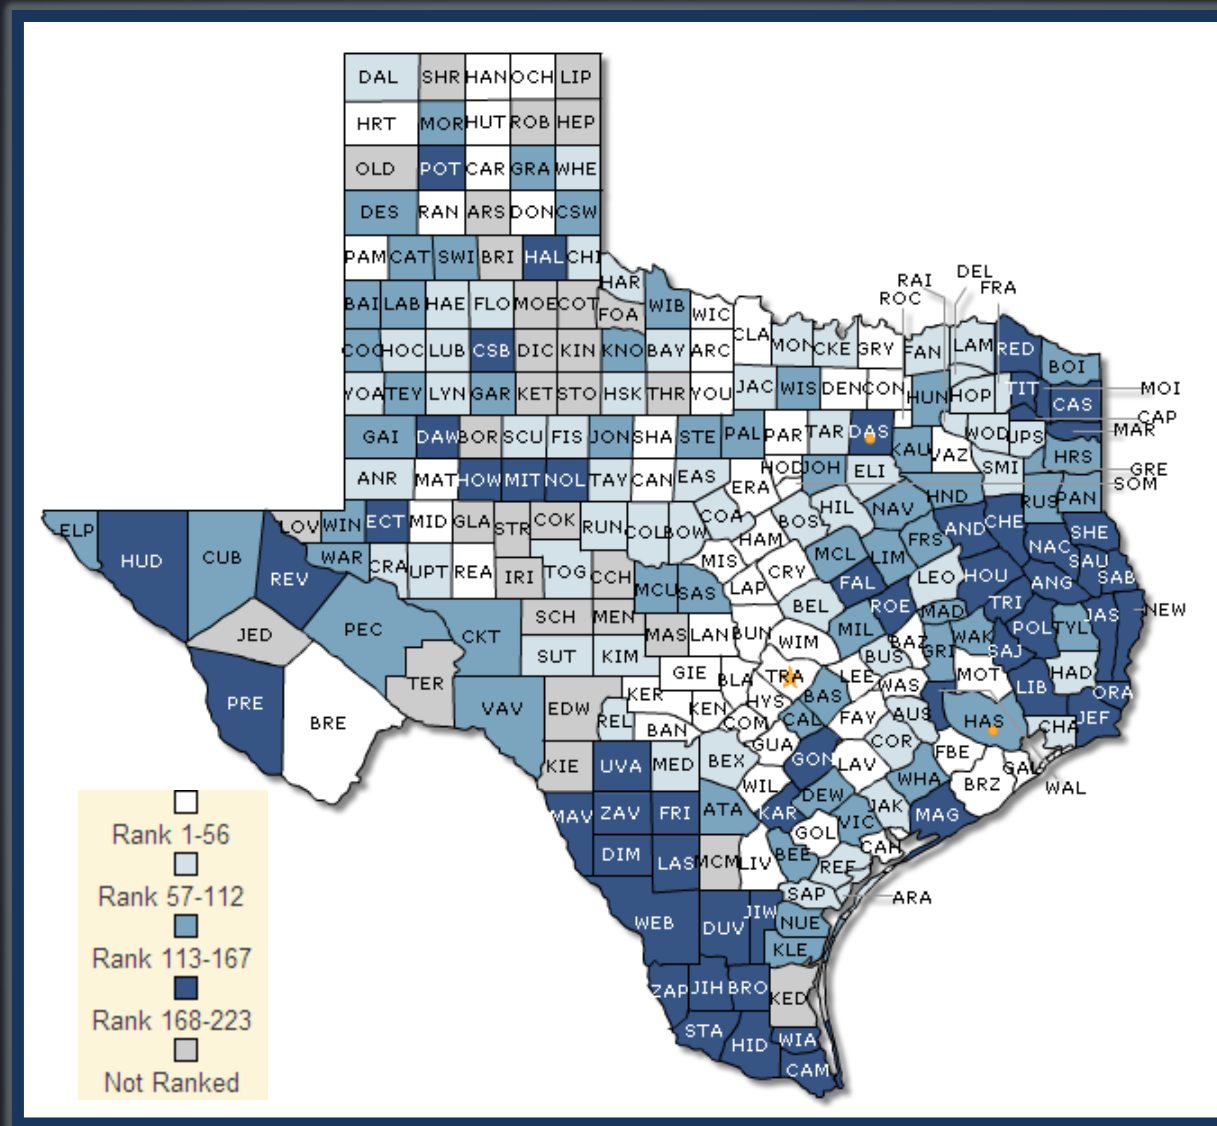 DAL SHR HAN OCH LIP
HRT MOR HUT ROB HEP
OLD POT CAR GRA WHE
DES RAN ARS DON CSW
PAM CAT SWI BRI HAL CHI
HAR
RAI DEL
ROC FRA
BAI LAB HAE FLO MOE COT FOA WIB WIC
CLA MON CKE GRY FAN LAM RED BOI
COC HOC LUB CSB DIC KIN KNO BAY ARC
YOA TEY LYN GAR KET STO HSK THR YOU JAC WIS DEN CON HUN HOP TIT CAS MOI
CAP
GAI DAW BOR SCU FIS JON SHA STE PAL PAR TAR DAS KAU VAZ WOD UPS HRS MAR
ANR MAT HOW MIT NOL TAY CAN EAS ERA HOD JOH ELI SMI GRE
SOM
HND RUS PAN
ELP HUD CUB LOV WIN ECT MID GLA STR COK RUN COL BOW COA HAM BOS HIL NAV FRS AND CHE SHE
REV WAR CRA UPT REA IRI TOG CCH MCU SAS MIS LAP CRY MCL LIM FAL LEO HOU NAC SAU SAB
ANG
JED PEC CKT SCH MEN MAS LAN BUN BEL MIL ROE MAD TRI POL TYL JAS NEW
TER SUT KIM GIE BLA WIM TRA LEE BUS BAZ GRI WAK SAJ
PRE BRE VAV EDW REL KER KEN HYS BAS WAS MOT LIB HAD ORA
BAN COM CAL FAY AUS HAS CHA JEF
KIE UVA MED BEX GUA GON LAV COR FBE GAL
WIL WHA BRZ WAL
MAV ZAV FRI ATA KAR DEW VIC JAK MAG
DIM LAS MCM LIV GOL BEE REF CAH
SAP ARA
WEB DUV JIW NUE
KLE
ZAP JIH BRO KED
STA HID WIA
CAM
Rank 1-56
Rank 57-112
Rank 113-167
Rank 168-223
Not Ranked